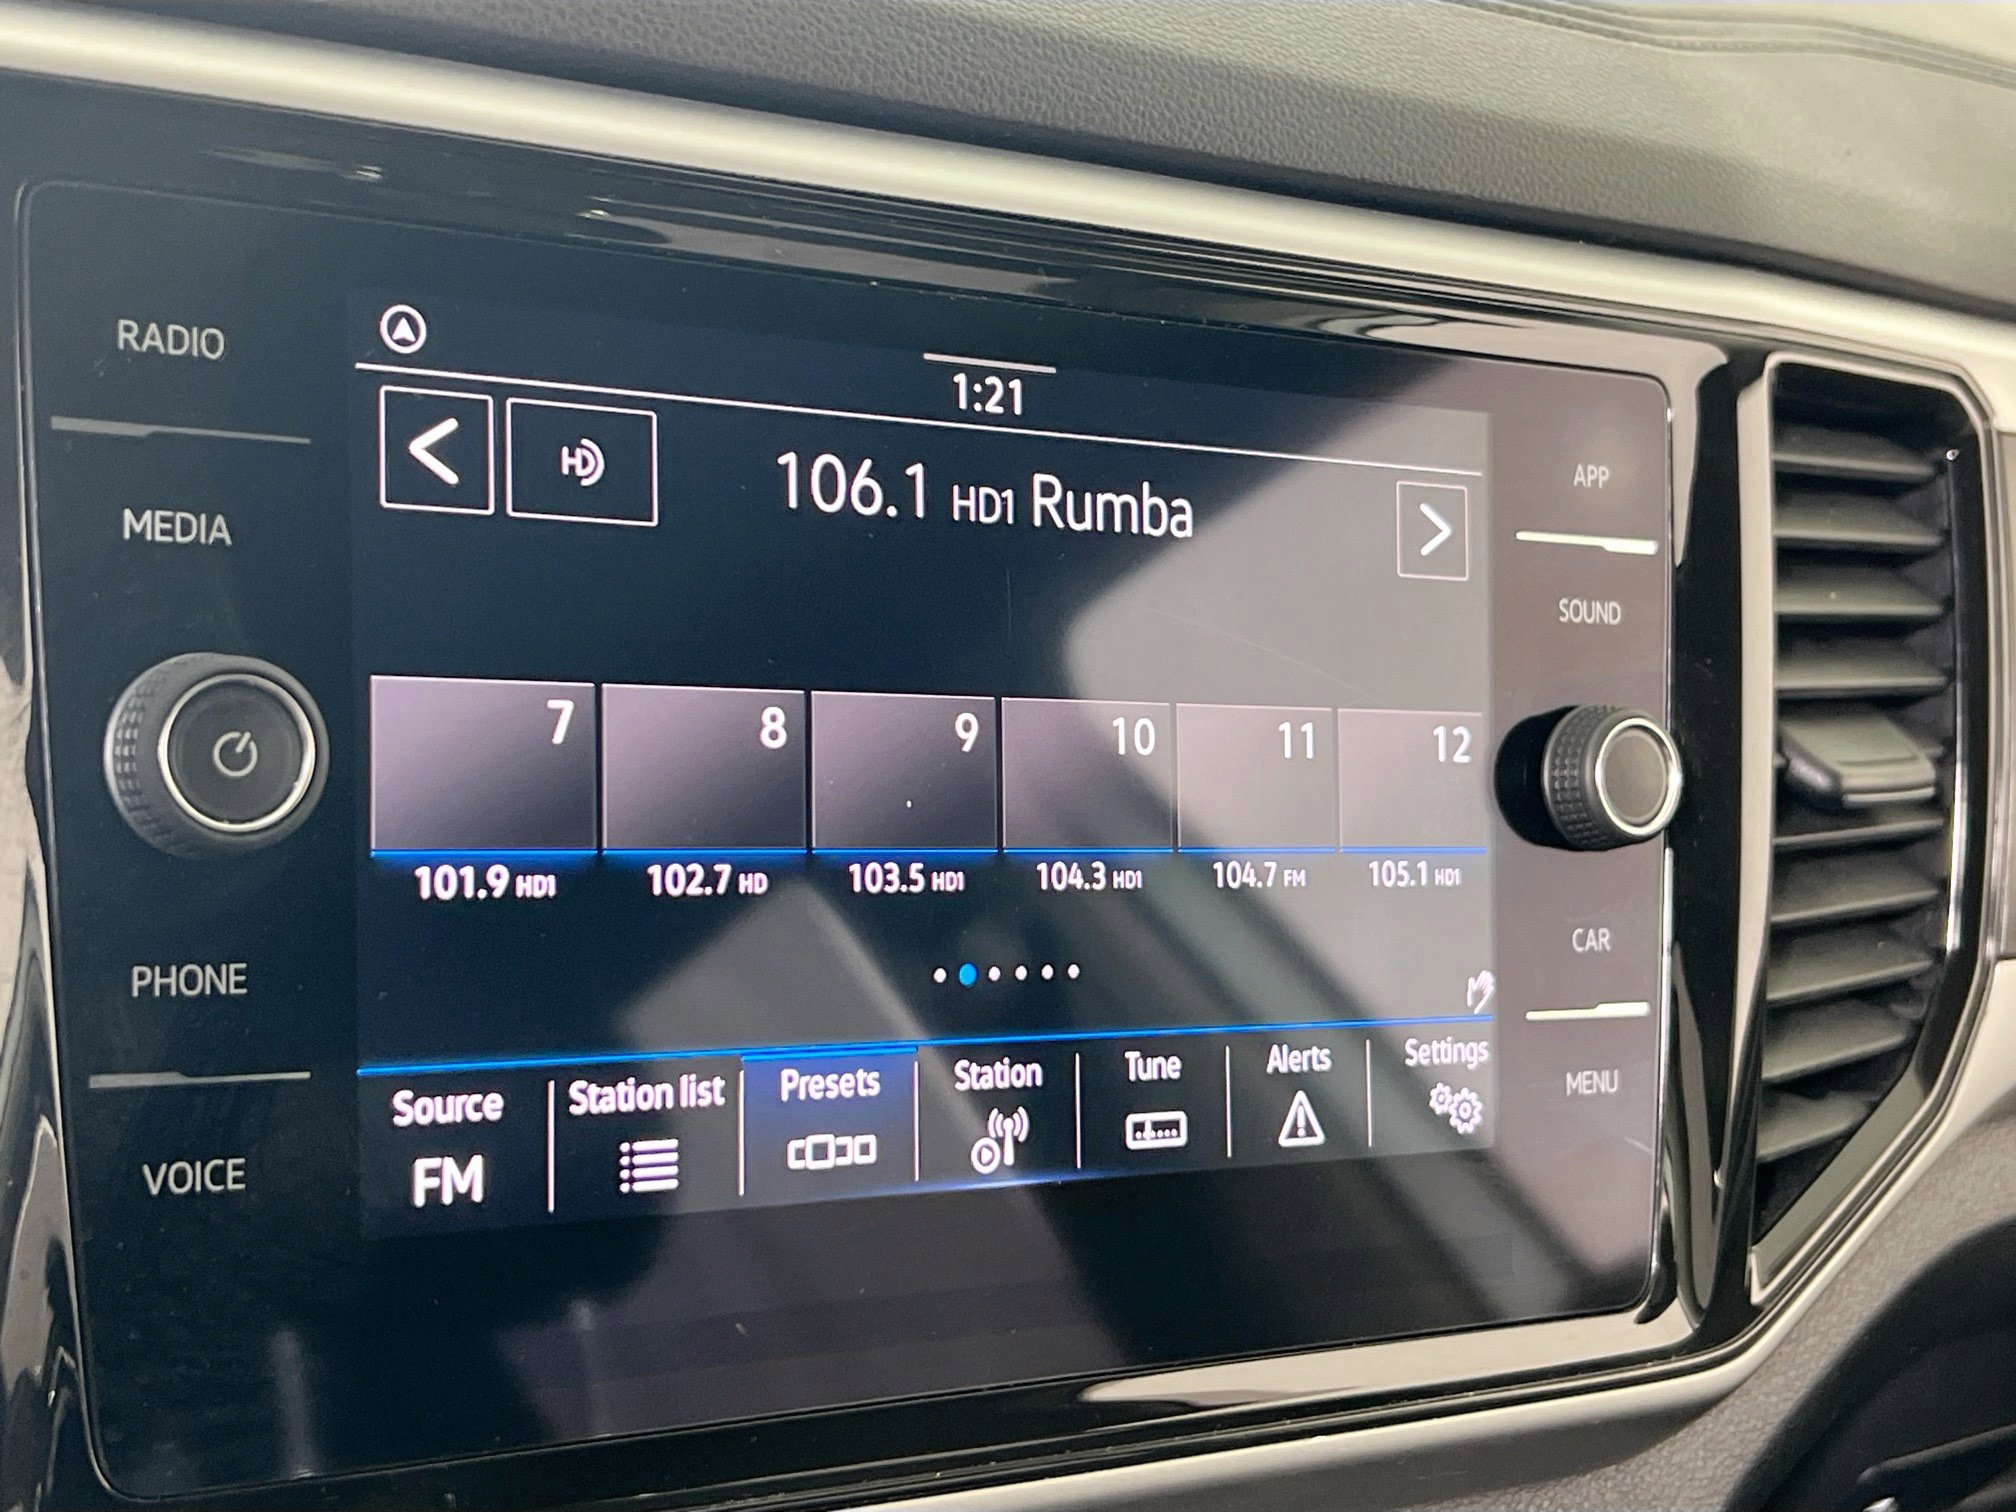 RADIO
MEDIA
PHONE
VOICE
1:21
HD
106.1 HD1 Rumba
7 8 9 10 11 12
101.9 HD1 102.7 HD 103.5 HD1 104.3 HD1 104.7 FM 105.1 HD1
Source Station list Presets Station Tune Alerts Settings
FM
APP
SOUND
CAR
MENU